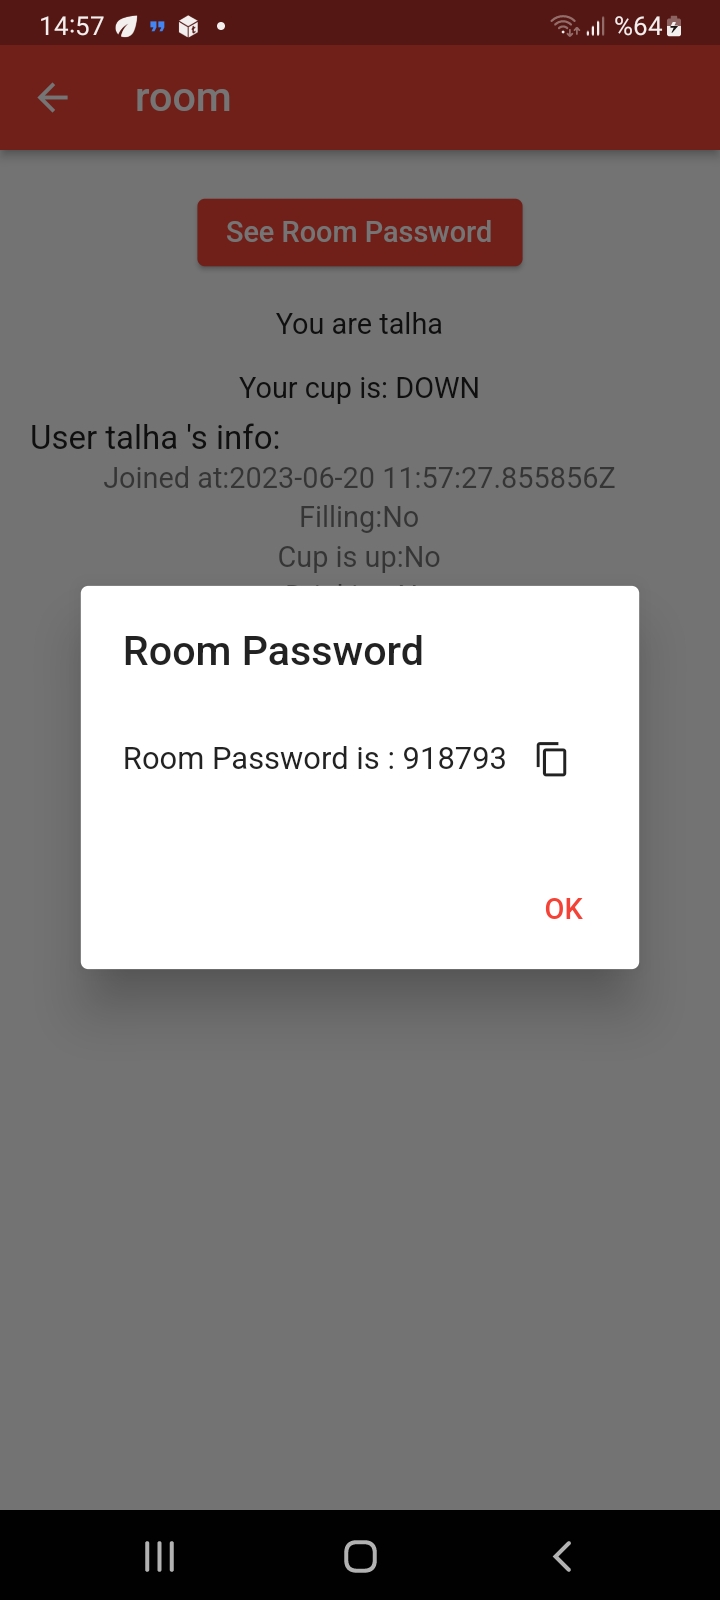 14:57
%64
room
See Room Password
You are talha
Your cup is: DOWN
User talha 's info:
Joined at:2023-06-20 11:57:27.855856Z
Filling:No
Cup is up:No
Room Password
Room Password is : 918793
OK